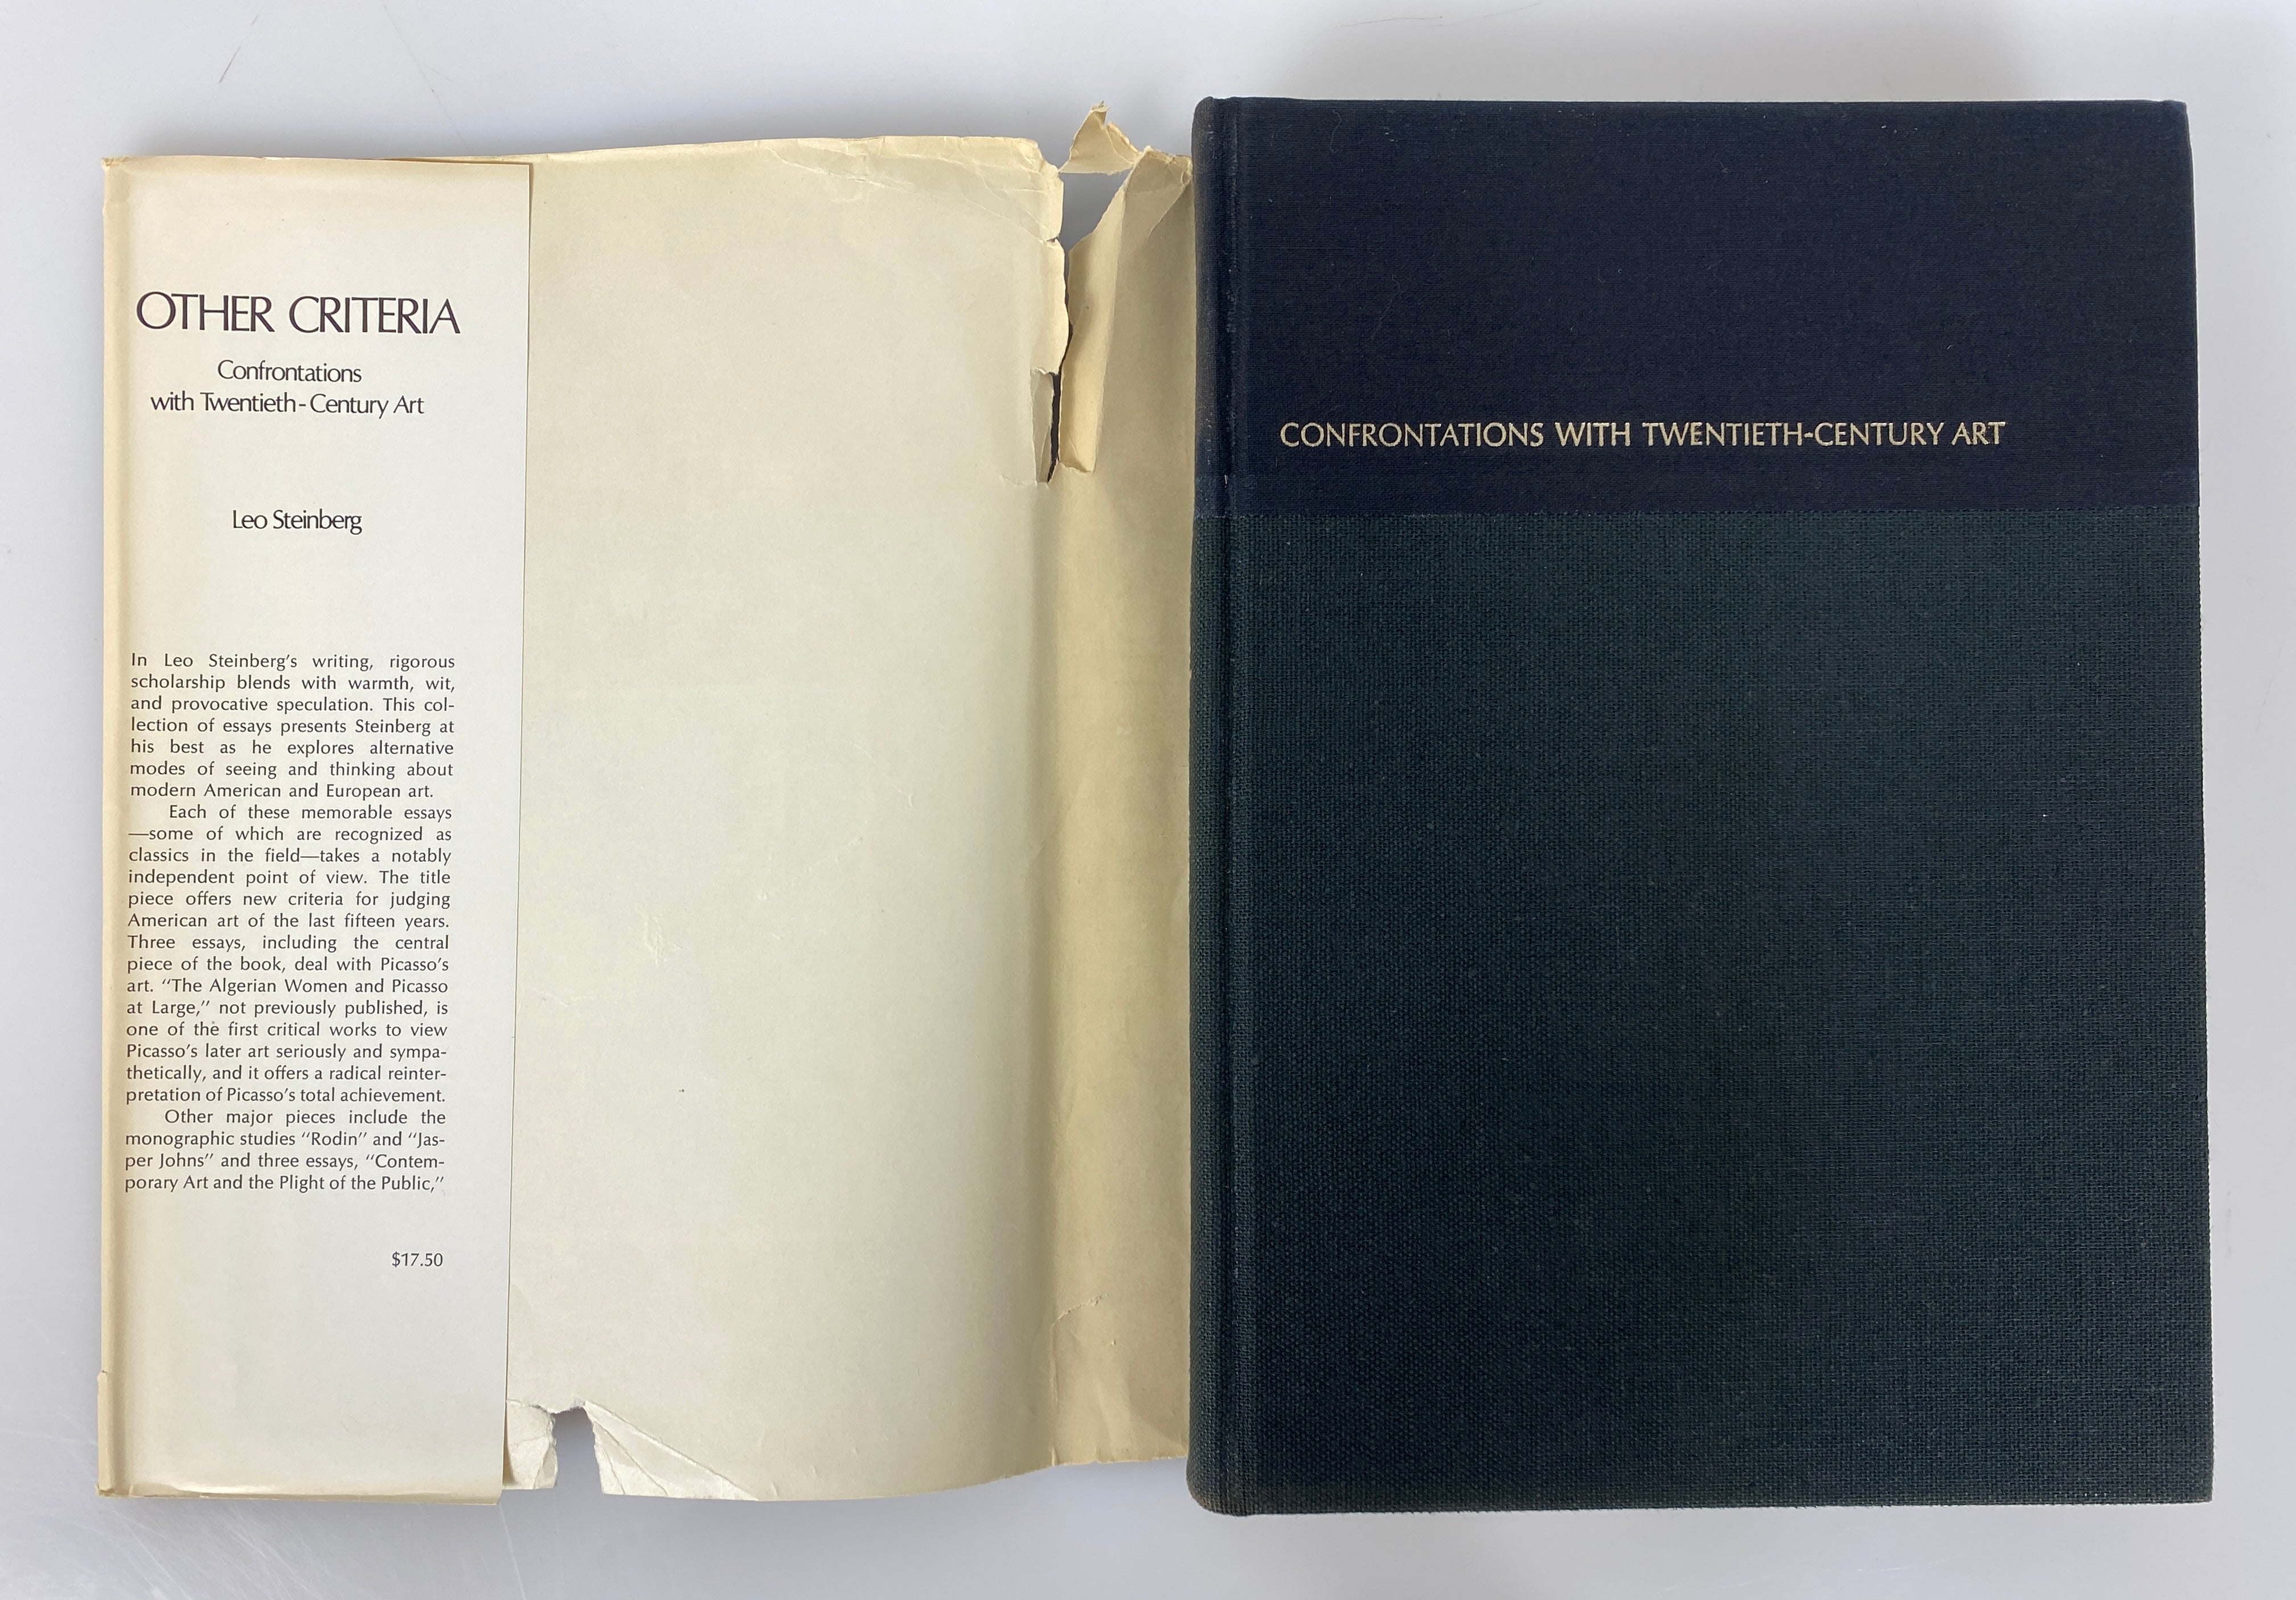 OTHER CRITERIA
Confrontations
with Twentieth-Century Art
Leo Steinberg
In Leo Steinberg's writing, rigorous
scholarship blends with warmth, wit,
and provocative speculation. This col-
lection of essays presents Steinberg at
his best as he explores alternative
modes of seeing and thinking about
modern American and European art.
Each of these memorable essays
—some of which are recognized as
classics in the field—takes a notably
independent point of view. The title
piece offers new criteria for judging
American art of the last fifteen years.
Three essays, including the central
piece of the book, deal with Picasso's
art. "The Algerian Women and Picasso
at Large," not previously published, is
one of the first critical works to view
Picasso's later art seriously and sympa-
thetically, and it offers a radical reinter-
pretation of Picasso's total achievement.
Other major pieces include the
monographic studies "Rodin" and "Jas-
per Johns" and three essays, "Contem-
porary Art and the Plight of the Public,"
$17.50
CONFRONTATIONS WITH TWENTIETH-CENTURY ART